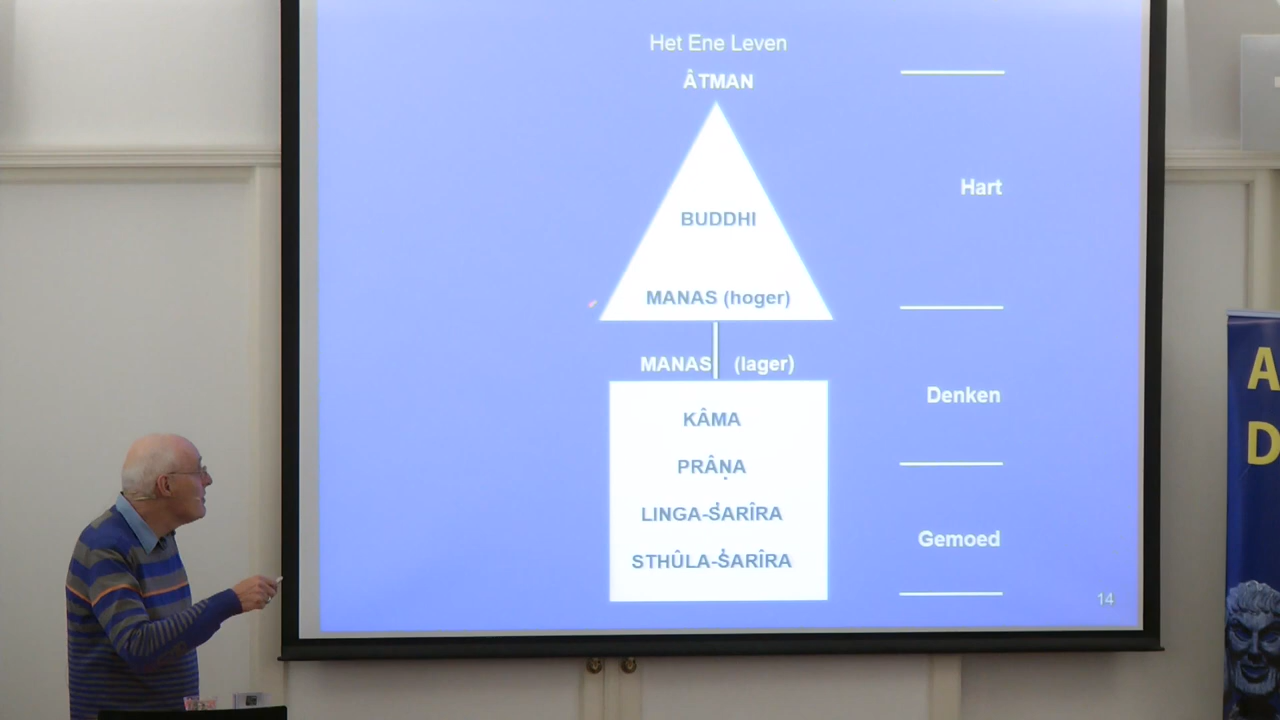 Het Ene Leven
ÂTMAN
Hart
BUDDHI
MANAS (hoger)
MANAS (lager)
Denken
KÂMA
PRÂṆA
LINGA-ŚARÎRA
Gemoed
STHÛLA-ŚARÎRA
14
A
D